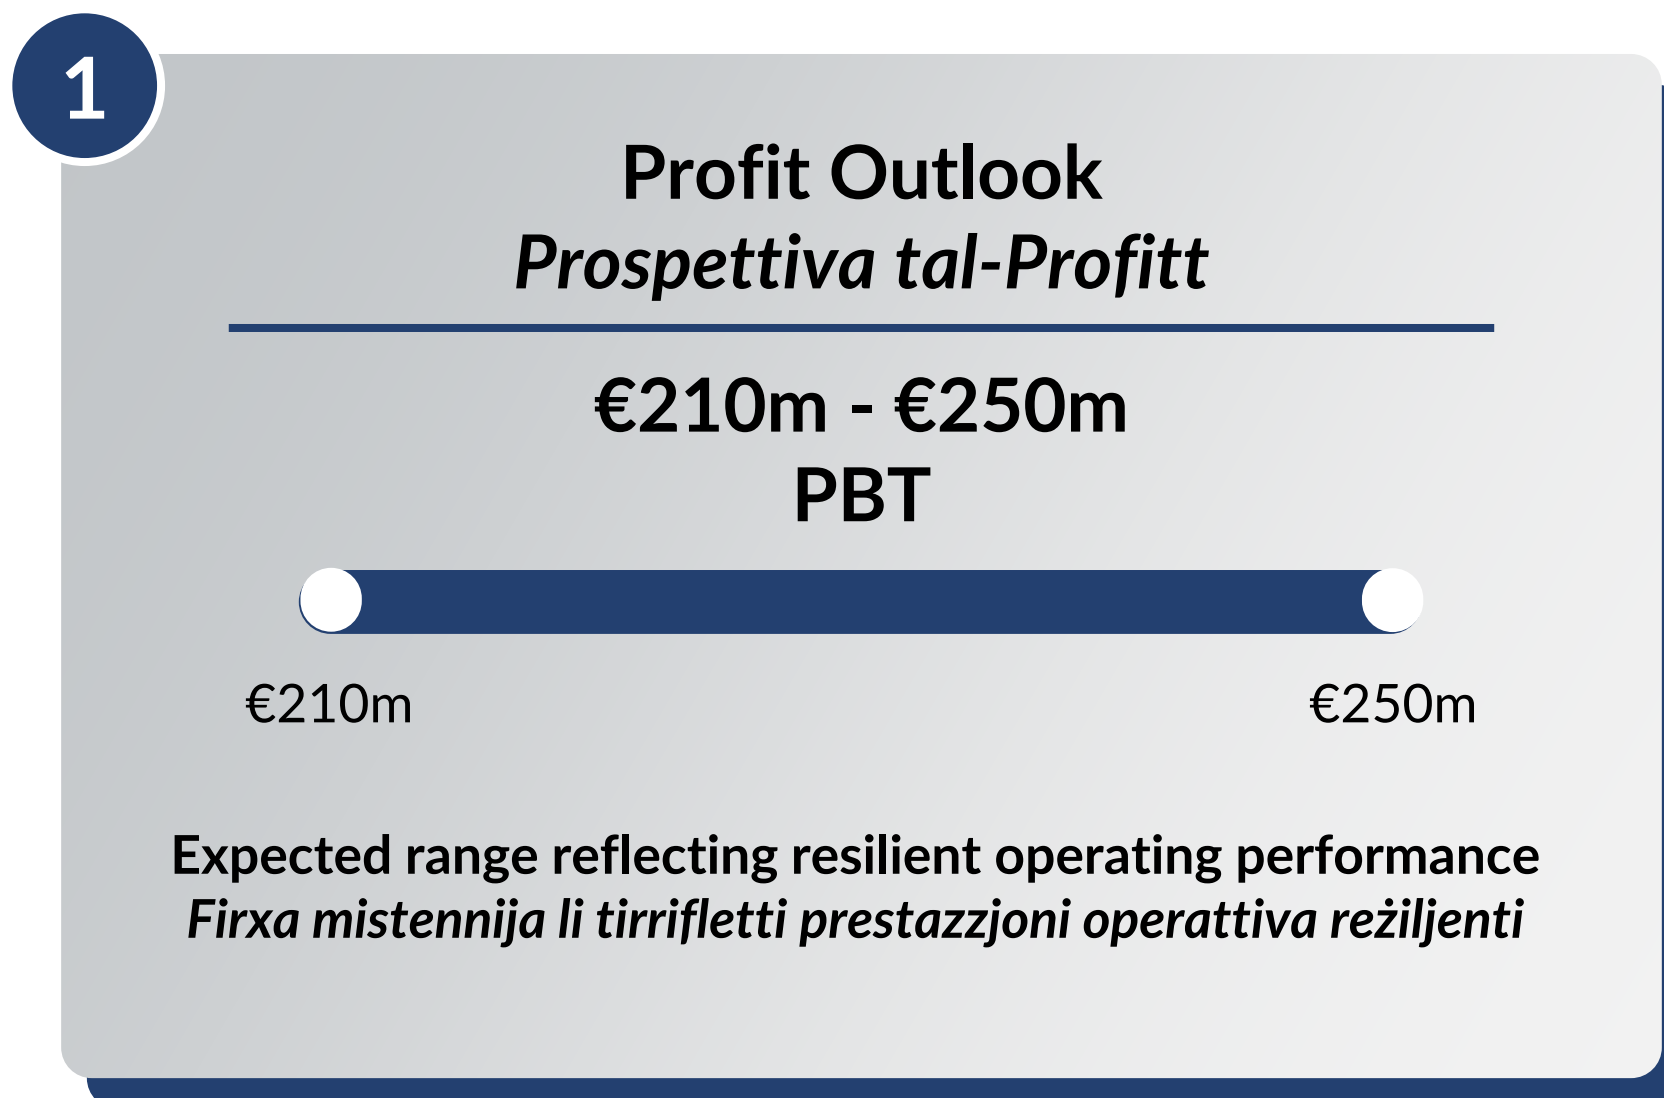 1
Profit Outlook
Prospettiva tal-Profitt
€210m - €250m
PBT
€210m €250m
Expected range reflecting resilient operating performance
Firxa mistennija li tirrifletti prestazzjoni operattiva reżiljenti